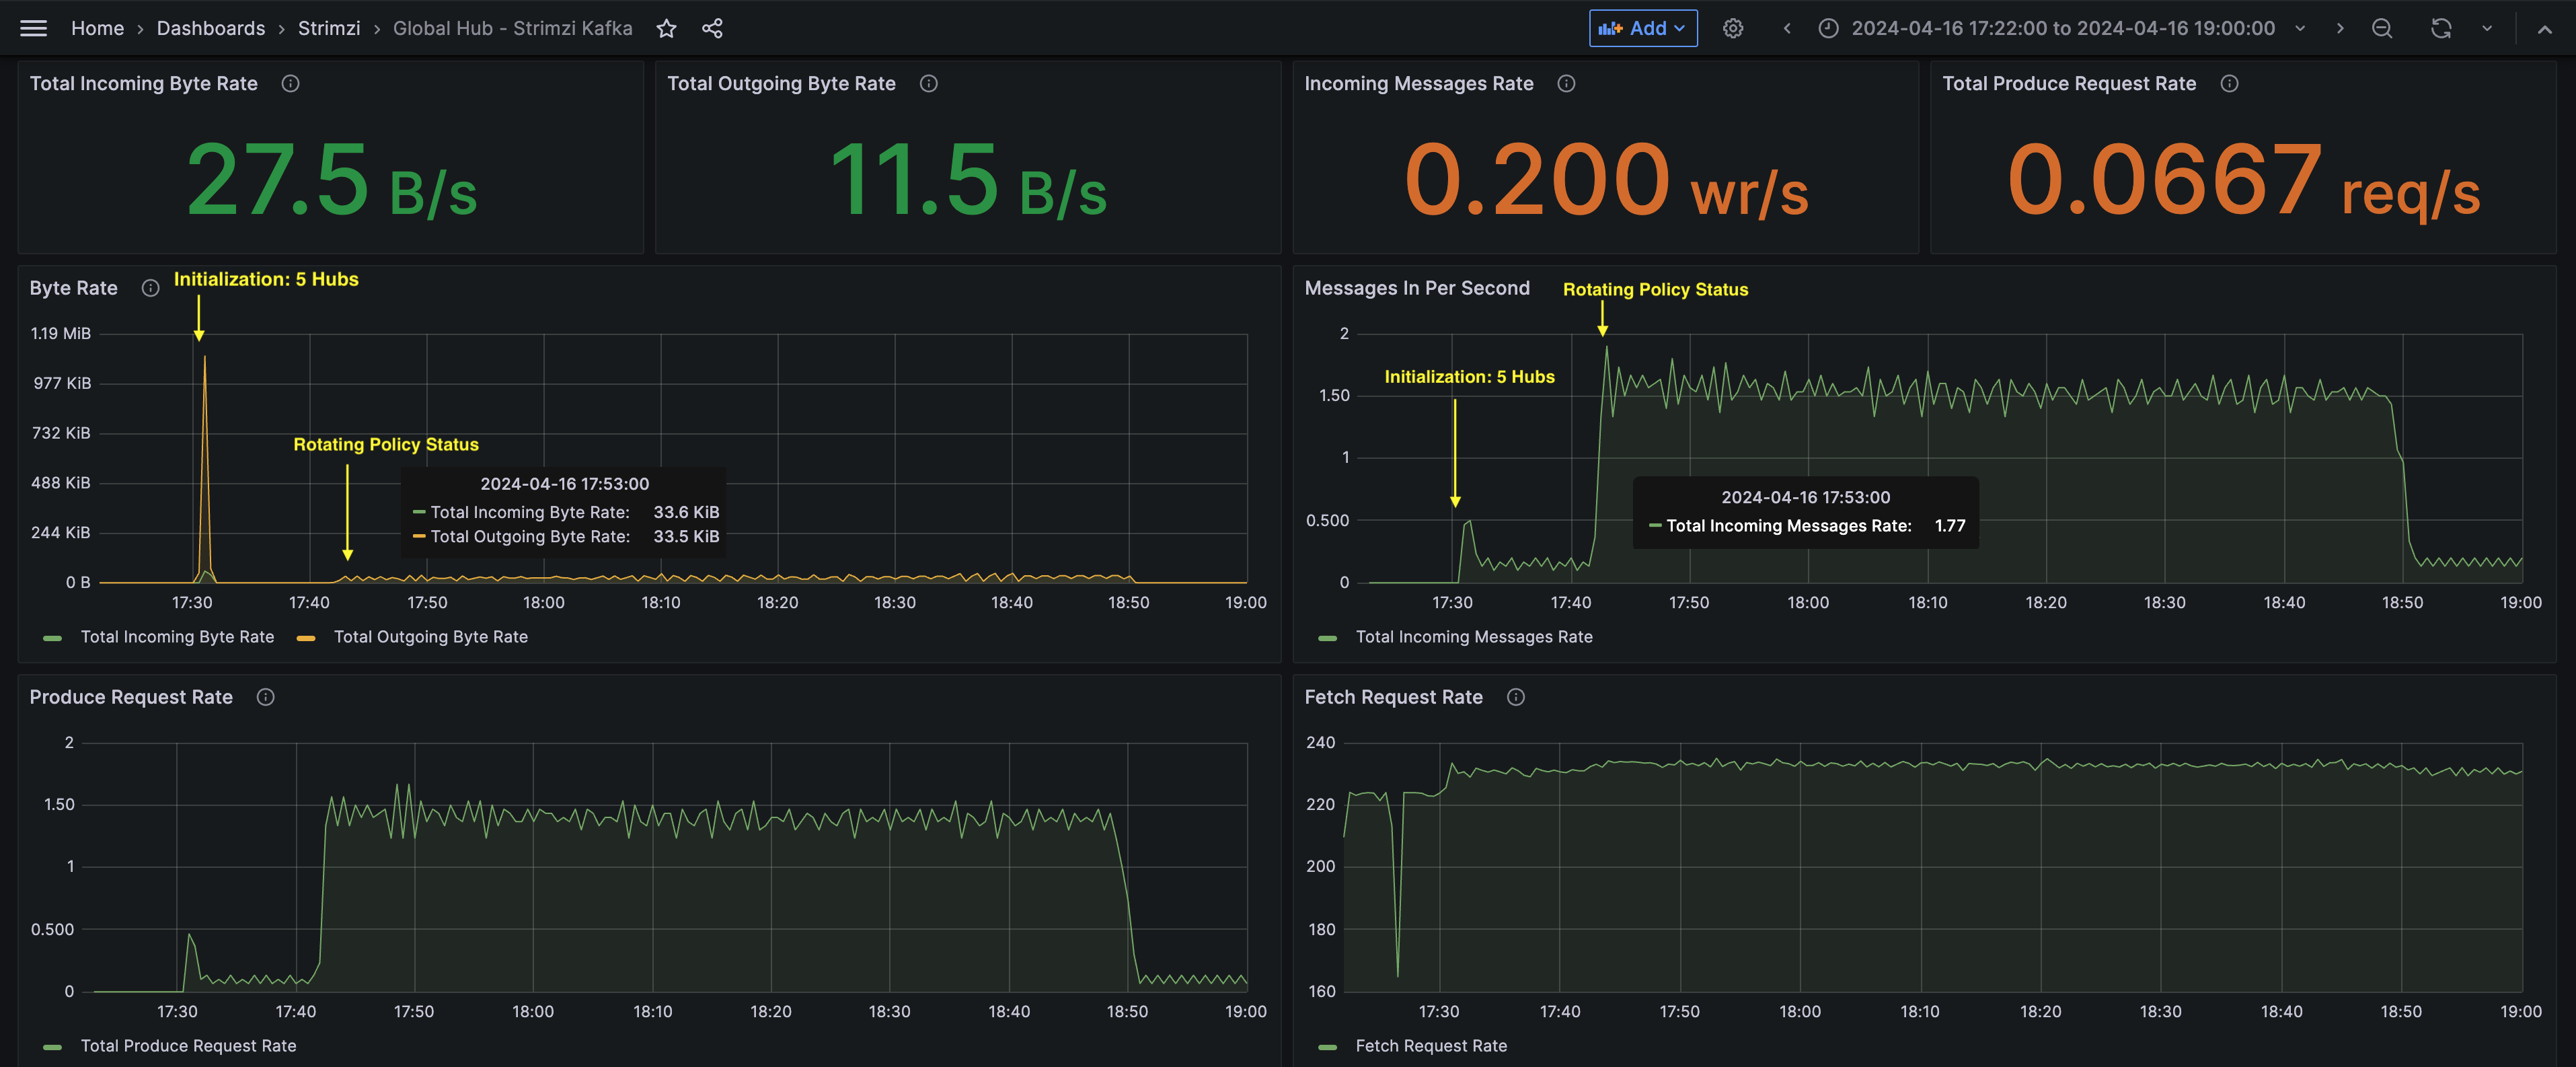 Home › Dashboards › Strimzi › Global Hub - Strimzi Kafka
Add
2024-04-16 17:22:00 to 2024-04-16 19:00:00
Total Incoming Byte Rate
27.5 B/s
Total Outgoing Byte Rate
11.5 B/s
Incoming Messages Rate
0.200 wr/s
Total Produce Request Rate
0.0667 req/s
Byte Rate
Initialization: 5 Hubs
Rotating Policy Status
1.19 MiB
977 KiB
732 KiB
488 KiB
244 KiB
0 B
2024-04-16 17:53:00
Total Incoming Byte Rate: 33.6 KiB
Total Outgoing Byte Rate: 33.5 KiB
17:30 17:40 17:50 18:00 18:10 18:20 18:30 18:40 18:50 19:00
Total Incoming Byte Rate Total Outgoing Byte Rate
Messages In Per Second
Rotating Policy Status
Initialization: 5 Hubs
2
1.50
1
0.500
0
2024-04-16 17:53:00
Total Incoming Messages Rate: 1.77
17:30 17:40 17:50 18:00 18:10 18:20 18:30 18:40 18:50 19:00
Total Incoming Messages Rate
Produce Request Rate
2
1.50
1
0.500
0
17:30 17:40 17:50 18:00 18:10 18:20 18:30 18:40 18:50 19:00
Total Produce Request Rate
Fetch Request Rate
240
220
200
180
160
17:30 17:40 17:50 18:00 18:10 18:20 18:30 18:40 18:50 19:00
Fetch Request Rate